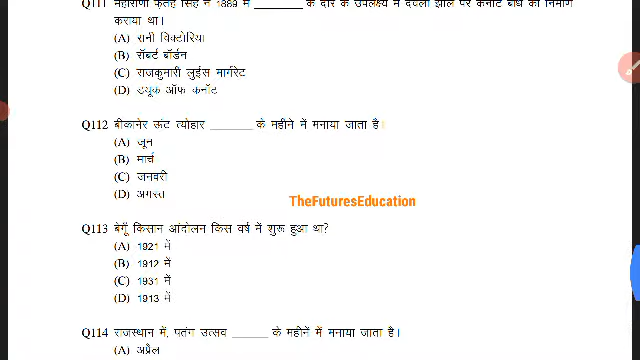 Q111 महाराणा फ़तेह सिंह ने 1889 में ________ के दौरे के उपलक्ष्य में देवली झील पर कनॉट बाँध का निर्माण
कराया था।
(A) रानी विक्टोरिया
(B) रॉबर्ट बॉर्डन
(C) राजकुमारी लुईस मार्गरेट
(D) ड्यूक ऑफ कनॉट
Q112 बीकानेर ऊंट त्योहार _______ के महीने में मनाया जाता है।
(A) जून
(B) मार्च
(C) जनवरी
(D) अगस्त
TheFuturesEducation
Q113 बेगूँ किसान आंदोलन किस वर्ष में शुरू हुआ था?
(A) 1921 में
(B) 1912 में
(C) 1931 में
(D) 1913 में
Q114 राजस्थान में, पतंग उत्सव ______ के महीनें में मनाया जाता है।
(A) अप्रैल